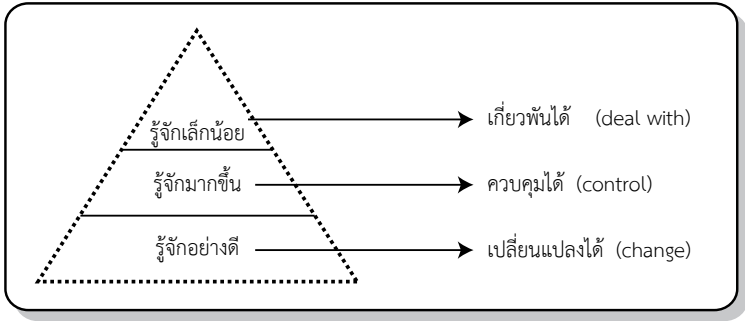 รู้จักเล็กน้อย เกี่ยวพันได้ (deal with)
รู้จักมากขึ้น ควบคุมได้ (control)
รู้จักอย่างดี เปลี่ยนแปลงได้ (change)